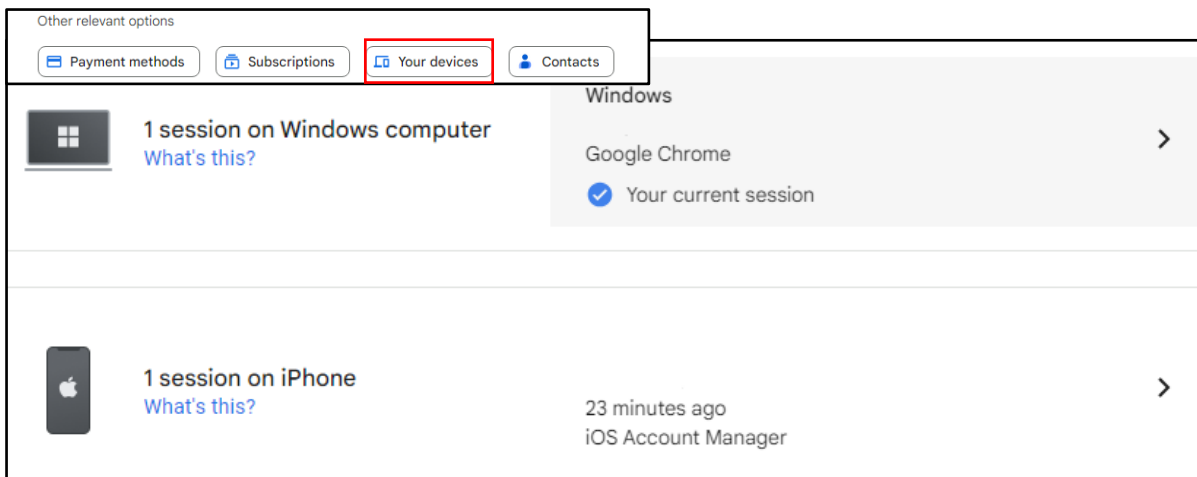 Other relevant options
Payment methods
Subscriptions
Your devices
Contacts
1 session on Windows computer
What's this?
Windows
Google Chrome
Your current session
1 session on iPhone
What's this?
23 minutes ago
iOS Account Manager